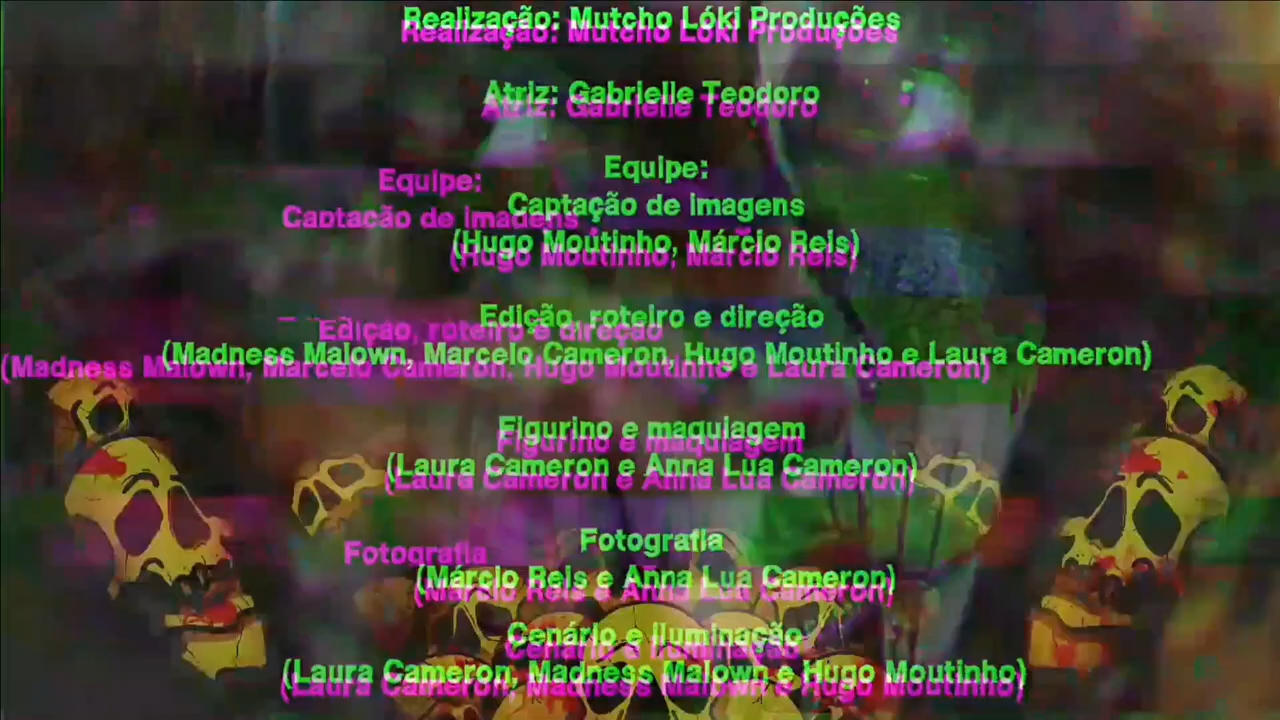 Realização: Mutcho Lóki Produções
Atriz: Gabrielle Teodoro
Equipe:
Captação de imagens
(Hugo Moutinho, Márcio Reis)
Edição, roteiro e direção
(Madness Malown, Marcelo Cameron, Hugo Moutinho e Laura Cameron)
Figurino e maquiagem
(Laura Cameron e Anna Lua Cameron)
Fotografia
(Márcio Reis e Anna Lua Cameron)
Cenário e iluminação
(Laura Cameron, Madness Malown e Hugo Moutinho)